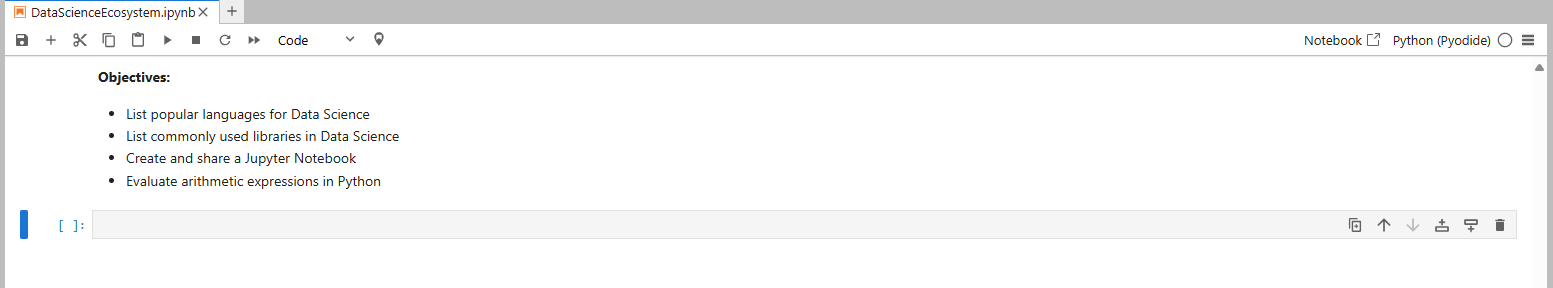 DataScienceEcosystem.ipynb
Code
Notebook
Python (Pyodide)
Objectives:
List popular languages for Data Science
List commonly used libraries in Data Science
Create and share a Jupyter Notebook
Evaluate arithmetic expressions in Python
[ ]: